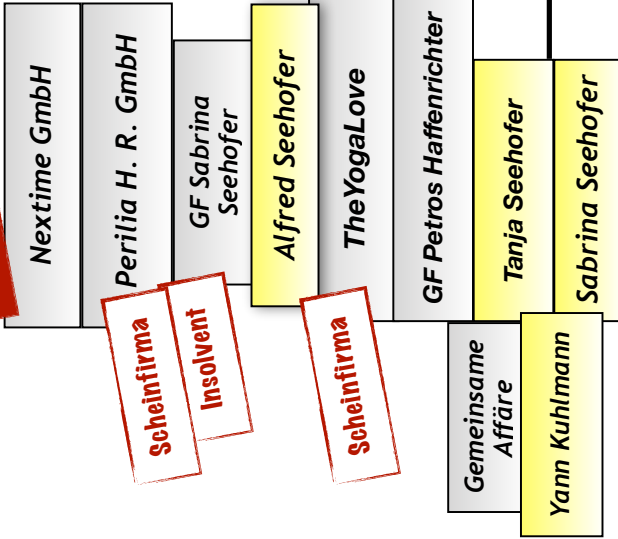 Nextime GmbH
Perilia H. R. GmbH
GF Sabrina
Seehofer
Alfred Seehofer
TheYogaLove
GF Petros Haffenrichter
Tanja Seehofer
Sabrina Seehofer
Scheinfirma
Insolvent
Scheinfirma
Gemeinsame
Affäre
Yann Kuhlmann